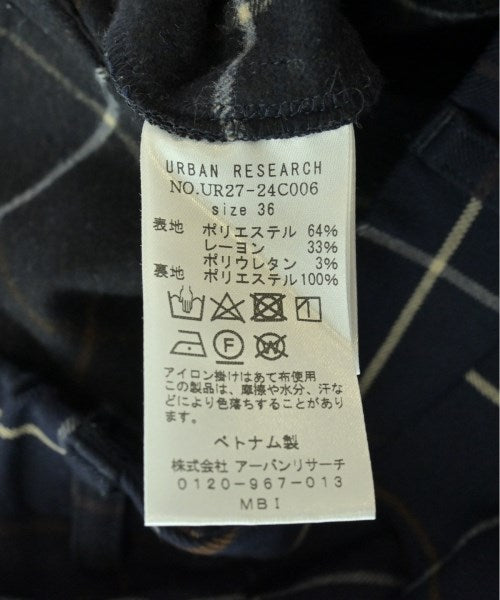 URBAN RESEARCH
NO.UR27-24C006
size 36
表地 ポリエステル 64%
レーヨン 33%
ポリウレタン 3%
裏地 ポリエステル100%
F
アイロン掛けはあて布使用
この製品は、摩擦や水分、汗な
どにより色落ちすることがあり
ます。
ベトナム製
株式会社 アーバンリサーチ
0120-967-013
MBI